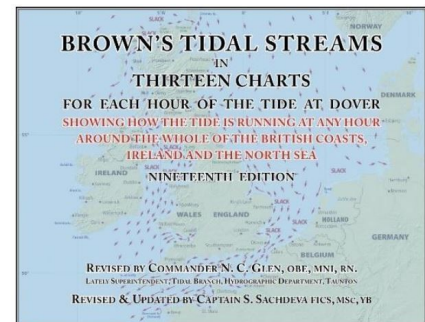 SLACK
NORWAY
BROWN'S TIDAL STREAMS
IN
THIRTEEN CHARTS
FOR EACH HOUR OF THE TIDE AT DOVER
DENMARK
SHOWING HOW THE TIDE IS RUNNING AT ANY HOUR
AROUND THE WHOLE OF THE BRITISH COASTS,
IRELAND AND THE NORTH SEA
SLACK
IRELAND
NINETEENTH EDITION
SLACK
SLACK
WALES
ENGLAND
HOLLAND
GERMANY
BELGIUM
REVISED BY COMMANDER N. C. GLEN, OBE, MNI, RN.
LATELY SUPERINTENDENT, TIDAL BRANCH, HYDROGRAPHIC DEPARTMENT, TAUNTON
REVISED & UPDATED BY CAPTAIN S. SACHDEVA FICS, MSC, YB